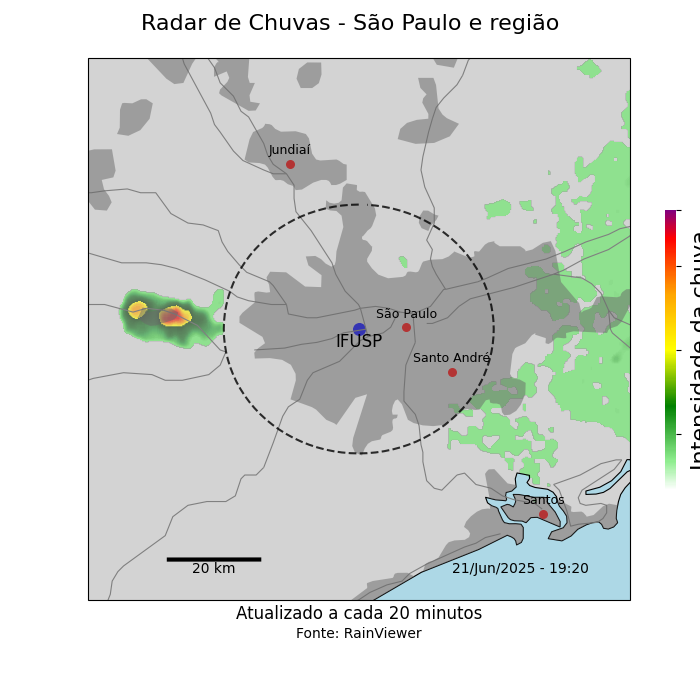 Radar de Chuvas - São Paulo e região
Jundiaí
São Paulo
IFUSP
Santo André
Santos
20 km
21/Jun/2025 - 19:20
Intensidade da chuva
Atualizado a cada 20 minutos
Fonte: RainViewer